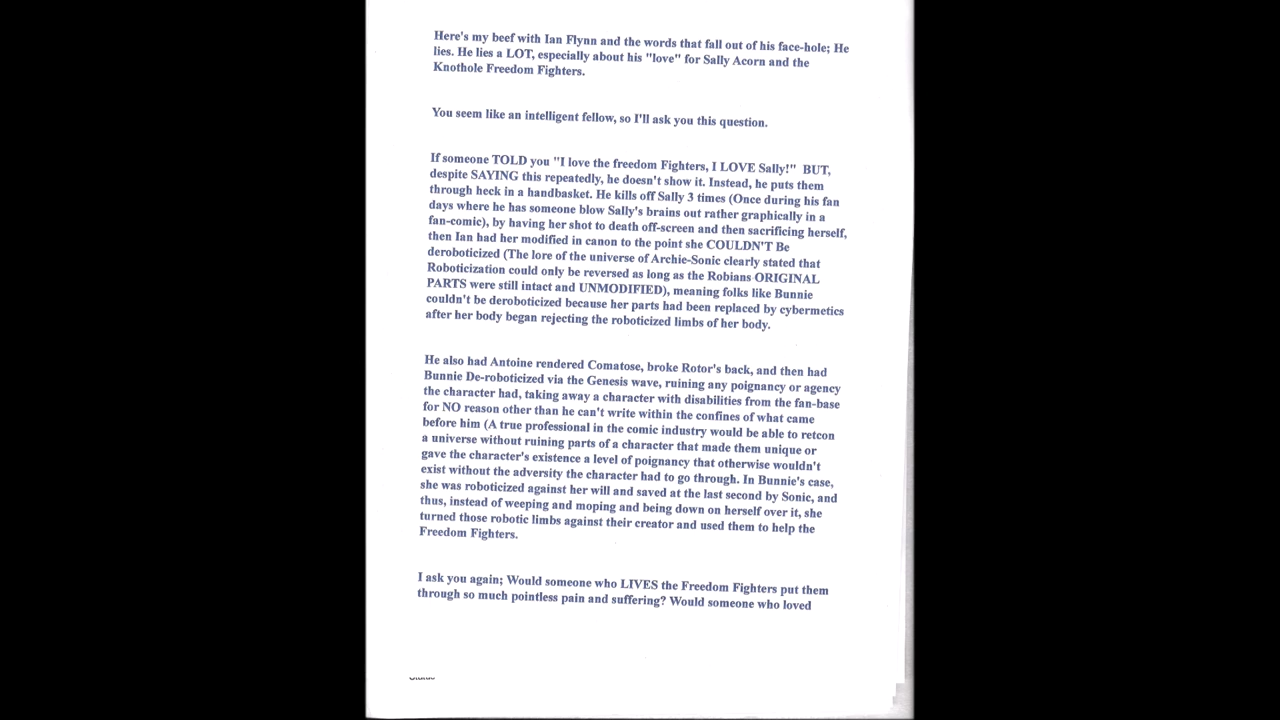 Here's my beef with Ian Flynn and the words that fall out of his face-hole; He
lies. He lies a LOT, especially about his "love" for Sally Acorn and the
Knothole Freedom Fighters.
You seem like an intelligent fellow, so I'll ask you this question.
If someone TOLD you "I love the freedom Fighters, I LOVE Sally!" BUT,
despite SAYING this repeatedly, he doesn't show it. Instead, he puts them
through heck in a handbasket. He kills off Sally 3 times (Once during his fan
days where he has someone blow Sally's brains out rather graphically in a
fan-comic), by having her shot to death off-screen and then sacrificing herself,
then Ian had her modified in canon to the point she COULDN'T Be
deroboticized (The lore of the universe of Archie-Sonic clearly stated that
Roboticization could only be reversed as long as the Robians ORIGINAL
PARTS were still intact and UNMODIFIED), meaning folks like Bunnie
couldn't be deroboticized because her parts had been replaced by cybermetics
after her body began rejecting the roboticized limbs of her body.
He also had Antoine rendered Comatose, broke Rotor's back, and then had
Bunnie De-roboticized via the Genesis wave, ruining any poignancy or agency
the character had, taking away a character with disabilities from the fan-base
for NO reason other than he can't write within the confines of what came
before him (A true professional in the comic industry would be able to retcon
a universe without ruining parts of a character that made them unique or
gave the character's existence a level of poignancy that otherwise wouldn't
exist without the adversity the character had to go through. In Bunnie's case,
she was roboticized against her will and saved at the last second by Sonic, and
thus, instead of weeping and moping and being down on herself over it, she
turned those robotic limbs against their creator and used them to help the
Freedom Fighters.
I ask you again; Would someone who LIVES the Freedom Fighters put them
through so much pointless pain and suffering? Would someone who loved